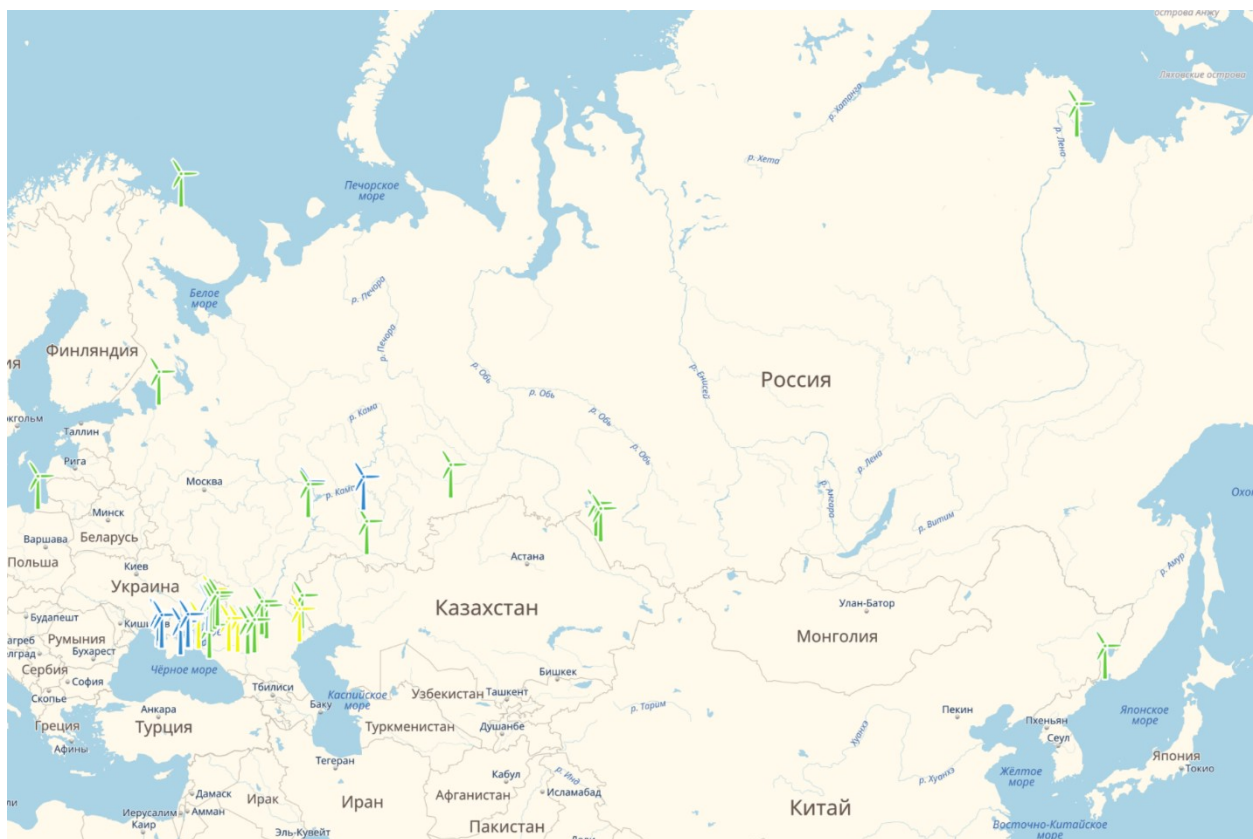 острова Анжу
Ляховские острова
р. Хатанга
р. Хета
р. Лена
Печорское
море
Белое
море
р. Печора
р. Печора
Финляндия
р. Обь
р. Обь
р. Обь
р. Обь
р. Енисей
Россия
р. Кама
Таллин
Рига
Москва
р. Лена
р. Ангара
р. Витим
Минск
Беларусь
Варшава
Польша
Киев
Украина
Астана
Казахстан
Улан-Батор
Монголия
р. Амур
Будапешт
Румыния
Бухарест
Сербия
София
Скопье
Чёрное море
Греция
Афины
Анкара
Турция
Тбилиси
Баку
Каспийское
море
Узбекистан
Ташкент
Бишкек
Туркменистан
Душанбе
р. Тарим
Хуанхэ
Пекин
Пхеньян
Сеул
Японское
море
Япония
Токио
Тегеран
Кабул
Афганистан
р. Инд
Исламабад
р. Хуанхэ
Жёлтое
море
Дамаск
Ирак
Иерусалим
Амман
Каир
Иран
Эль-Кувейт
Пакистан
Китай
Восточно-Китайское
море